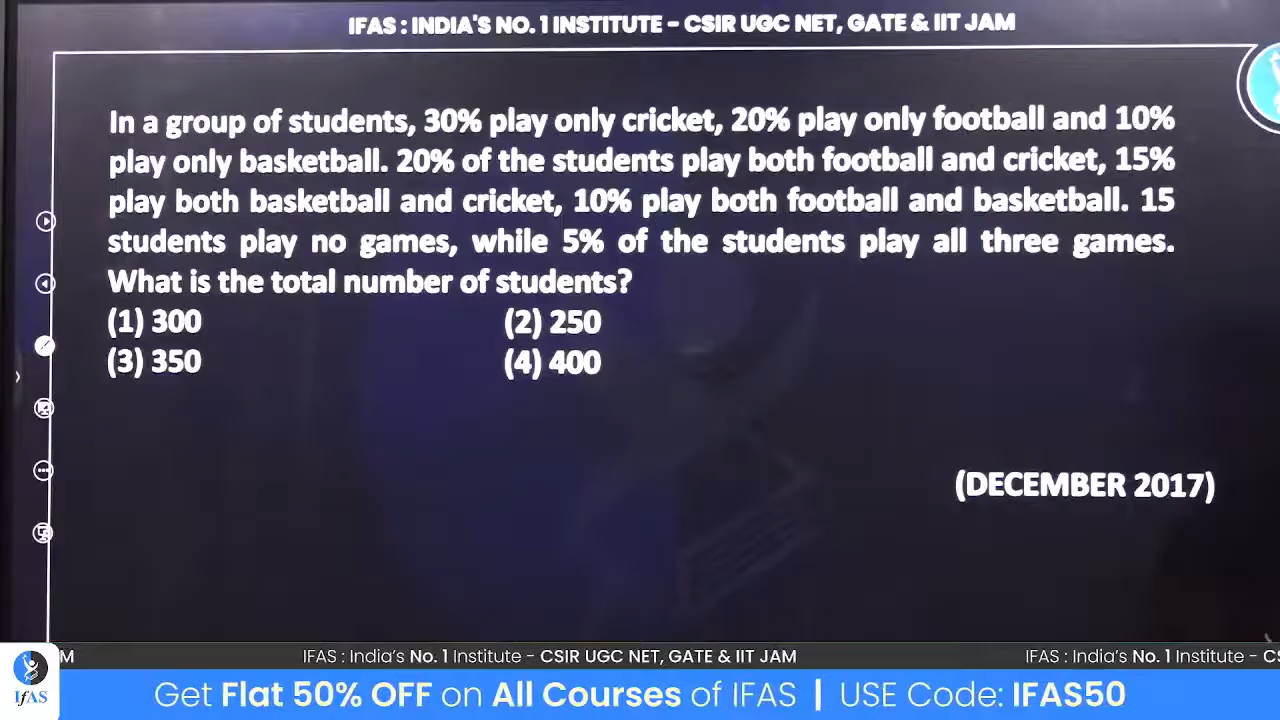 IFAS : INDIA'S NO. 1 INSTITUTE – CSIR UGC NET, GATE & IIT JAM
In a group of students, 30% play only cricket, 20% play only football and 10%
play only basketball. 20% of the students play both football and cricket, 15%
play both basketball and cricket, 10% play both football and basketball. 15
students play no games, while 5% of the students play all three games.
What is the total number of students?
(1) 300 (2) 250
(3) 350 (4) 400
(DECEMBER 2017)
M IFAS : India's No. 1 Institute – CSIR UGC NET, GATE & IIT JAM IFAS : India's No. 1 Institute – CS
IFAS
Get Flat 50% OFF on All Courses of IFAS | USE Code: IFAS50